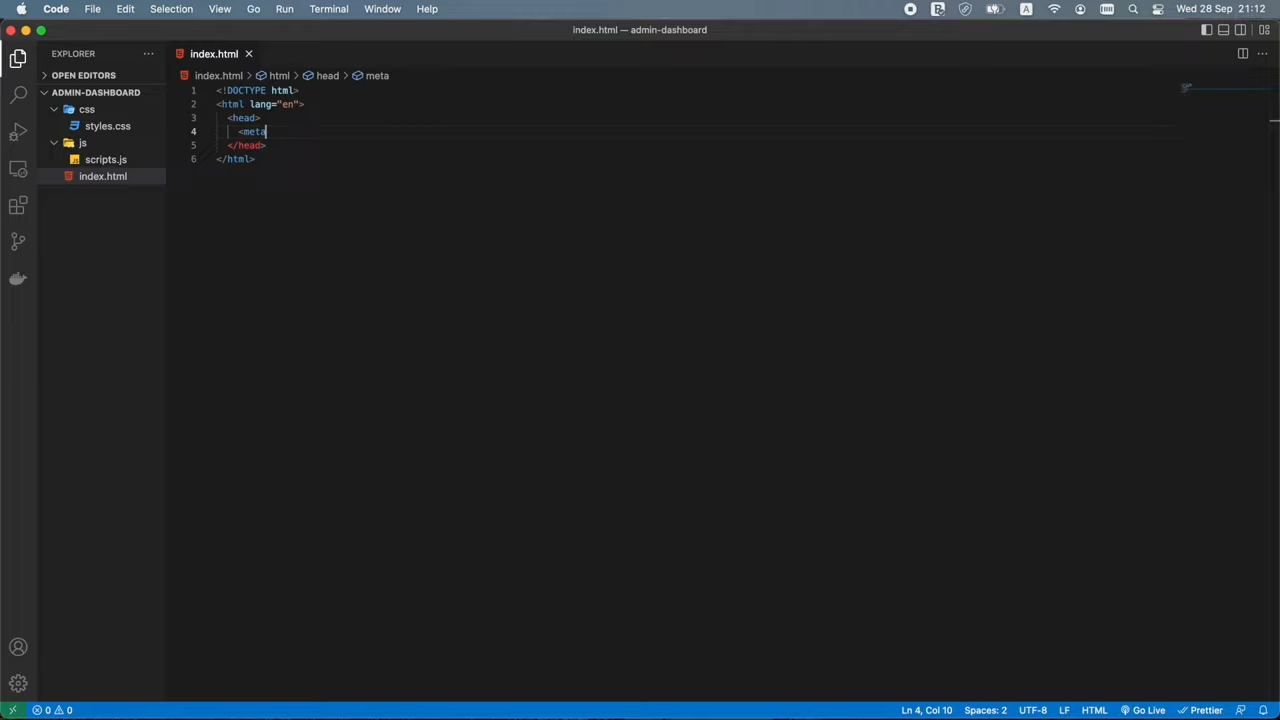 Code File Edit Selection View Go Run Terminal Window Help A Wed 28 Sep 21:12
index.html — admin-dashboard
EXPLORER
index.html
OPEN EDITORS
index.html > html > head > meta
ADMIN-DASHBOARD
css
styles.css
js
scripts.js
index.html
1 <!DOCTYPE html>
2 <html lang="en">
3 <head>
4 <meta
5 </head>
6 </html>
0 0
Ln 4, Col 10 Spaces: 2 UTF-8 LF HTML Go Live Prettier